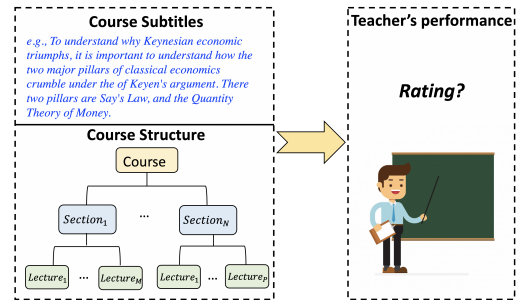 Course Subtitles
e.g., To understand why Keynesian economic
triumphs, it is important to understand how the
two major pillars of classical economics
crumble under the of Keyen's argument. There
two pillars are Say's Law, and the Quantity
Theory of Money.
Course Structure
Course
Section1 ... SectionN
Lecture1 ... LectureM Lecture1 ... LectureP
Teacher's performance
Rating?